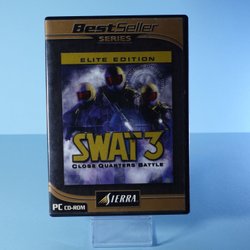 BestSeller
SERIES
ELITE EDITION
SWAT 3
CLOSE QUARTERS BATTLE
PC CD-ROM
SIERRA